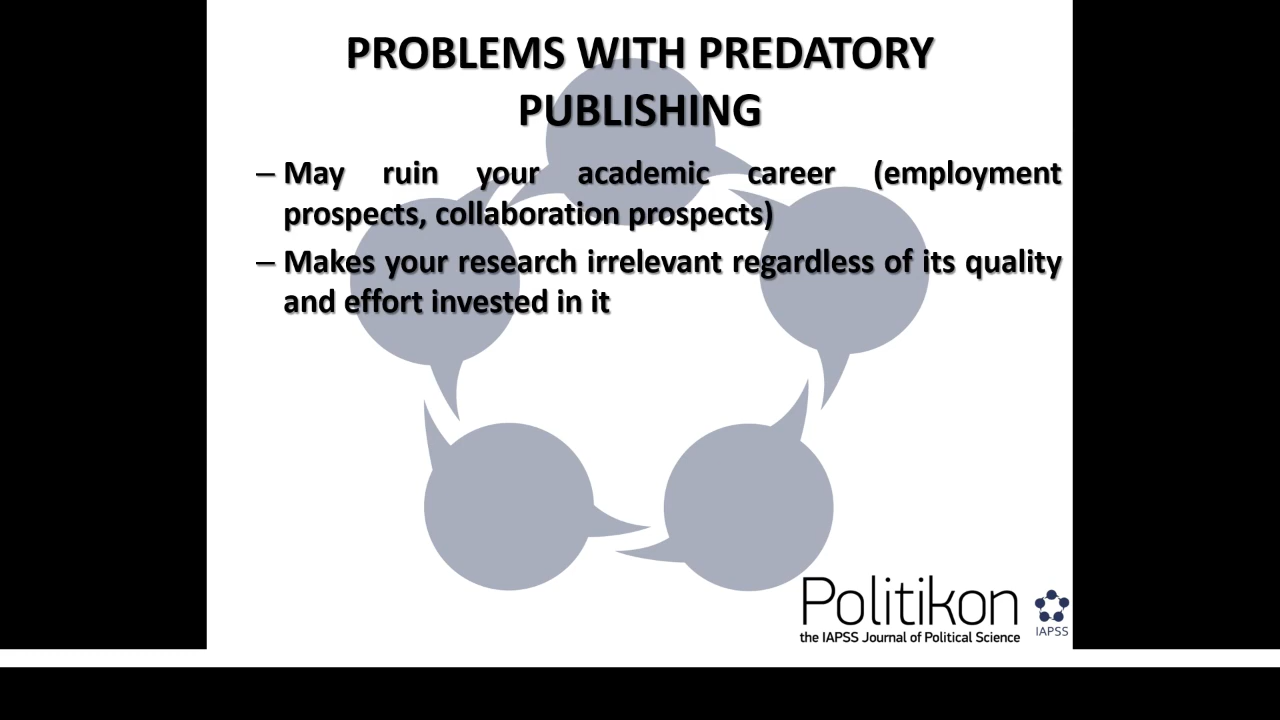 PROBLEMS WITH PREDATORY
PUBLISHING
– May ruin your academic career (employment
prospects, collaboration prospects)
– Makes your research irrelevant regardless of its quality
and effort invested in it
Politikon
the IAPSS Journal of Political Science
IAPSS